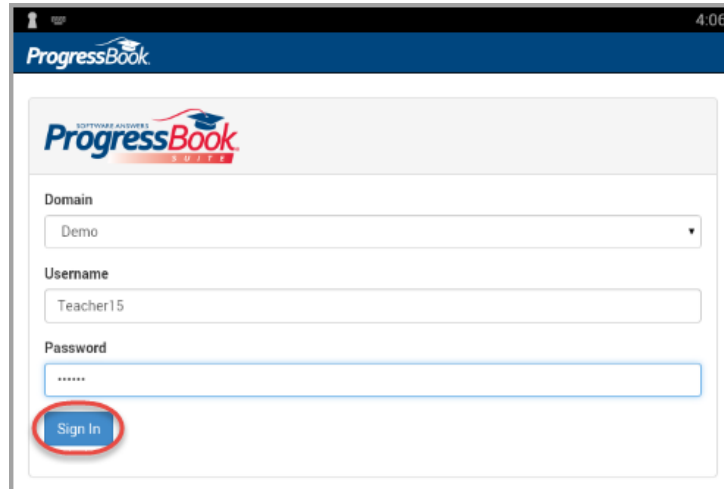 4:06
ProgressBook
SOFTWARE ANSWERS
ProgressBook
SUITE
Domain
Demo
Username
Teacher15
Password
······
Sign In